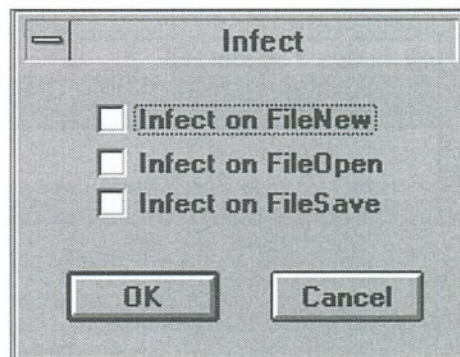 Infect
Infect on FileNew
Infect on FileOpen
Infect on FileSave
OK
Cancel